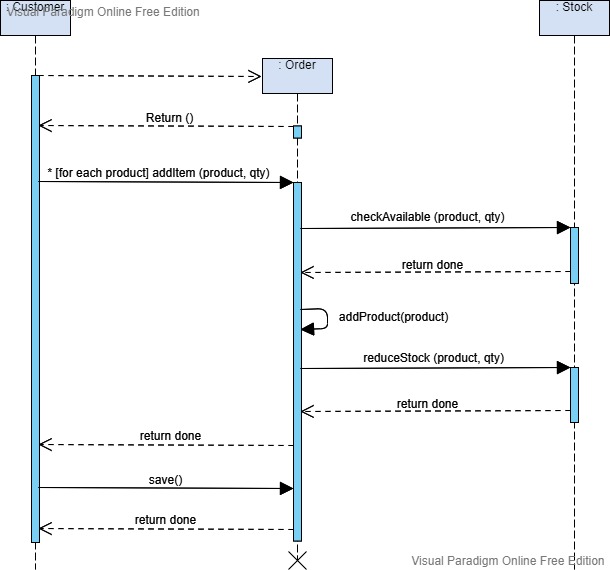 : Customer
Visual Paradigm Online Free Edition
: Stock
: Order
Return ()
* [for each product] addItem (product, qty)
checkAvailable (product, qty)
return done
addProduct(product)
reduceStock (product, qty)
return done
return done
save()
return done
Visual Paradigm Online Free Edition